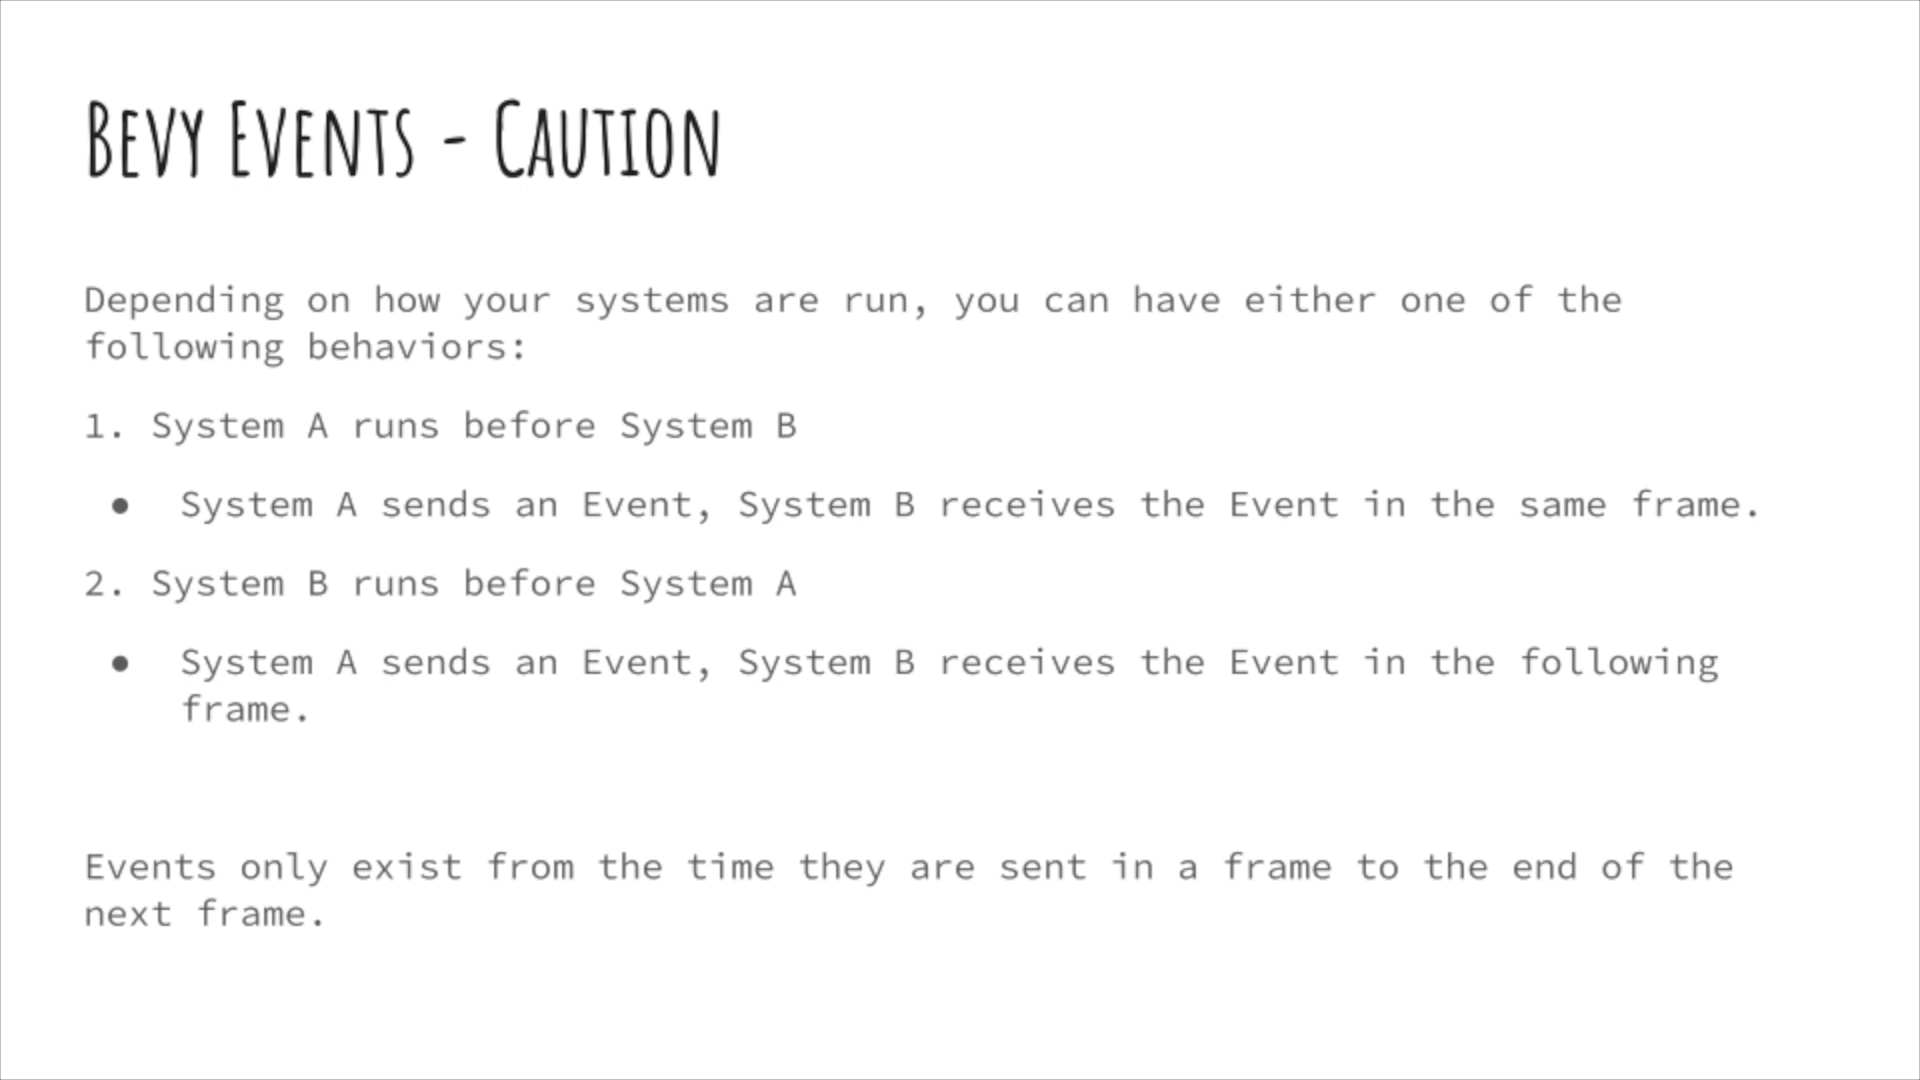 Bevy Events - Caution
Depending on how your systems are run, you can have either one of the
following behaviors:
1. System A runs before System B
● System A sends an Event, System B receives the Event in the same frame.
2. System B runs before System A
● System A sends an Event, System B receives the Event in the following
frame.
Events only exist from the time they are sent in a frame to the end of the
next frame.